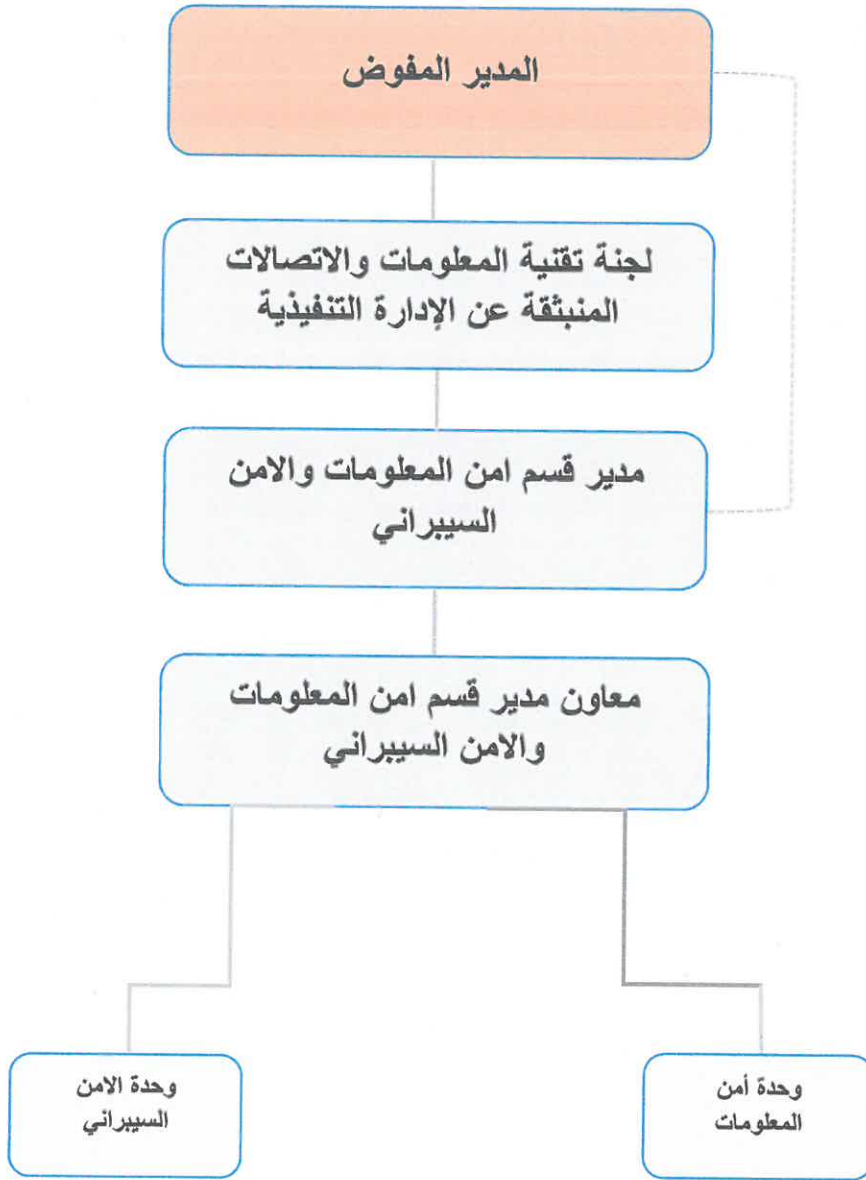 المدير المفوض
لجنة تقنية المعلومات والاتصالات
المنبثقة عن الإدارة التنفيذية
مدير قسم امن المعلومات والامن
السيبراني
معاون مدير قسم امن المعلومات
والامن السيبراني
وحدة أمن
المعلومات
وحدة الامن
السيبراني